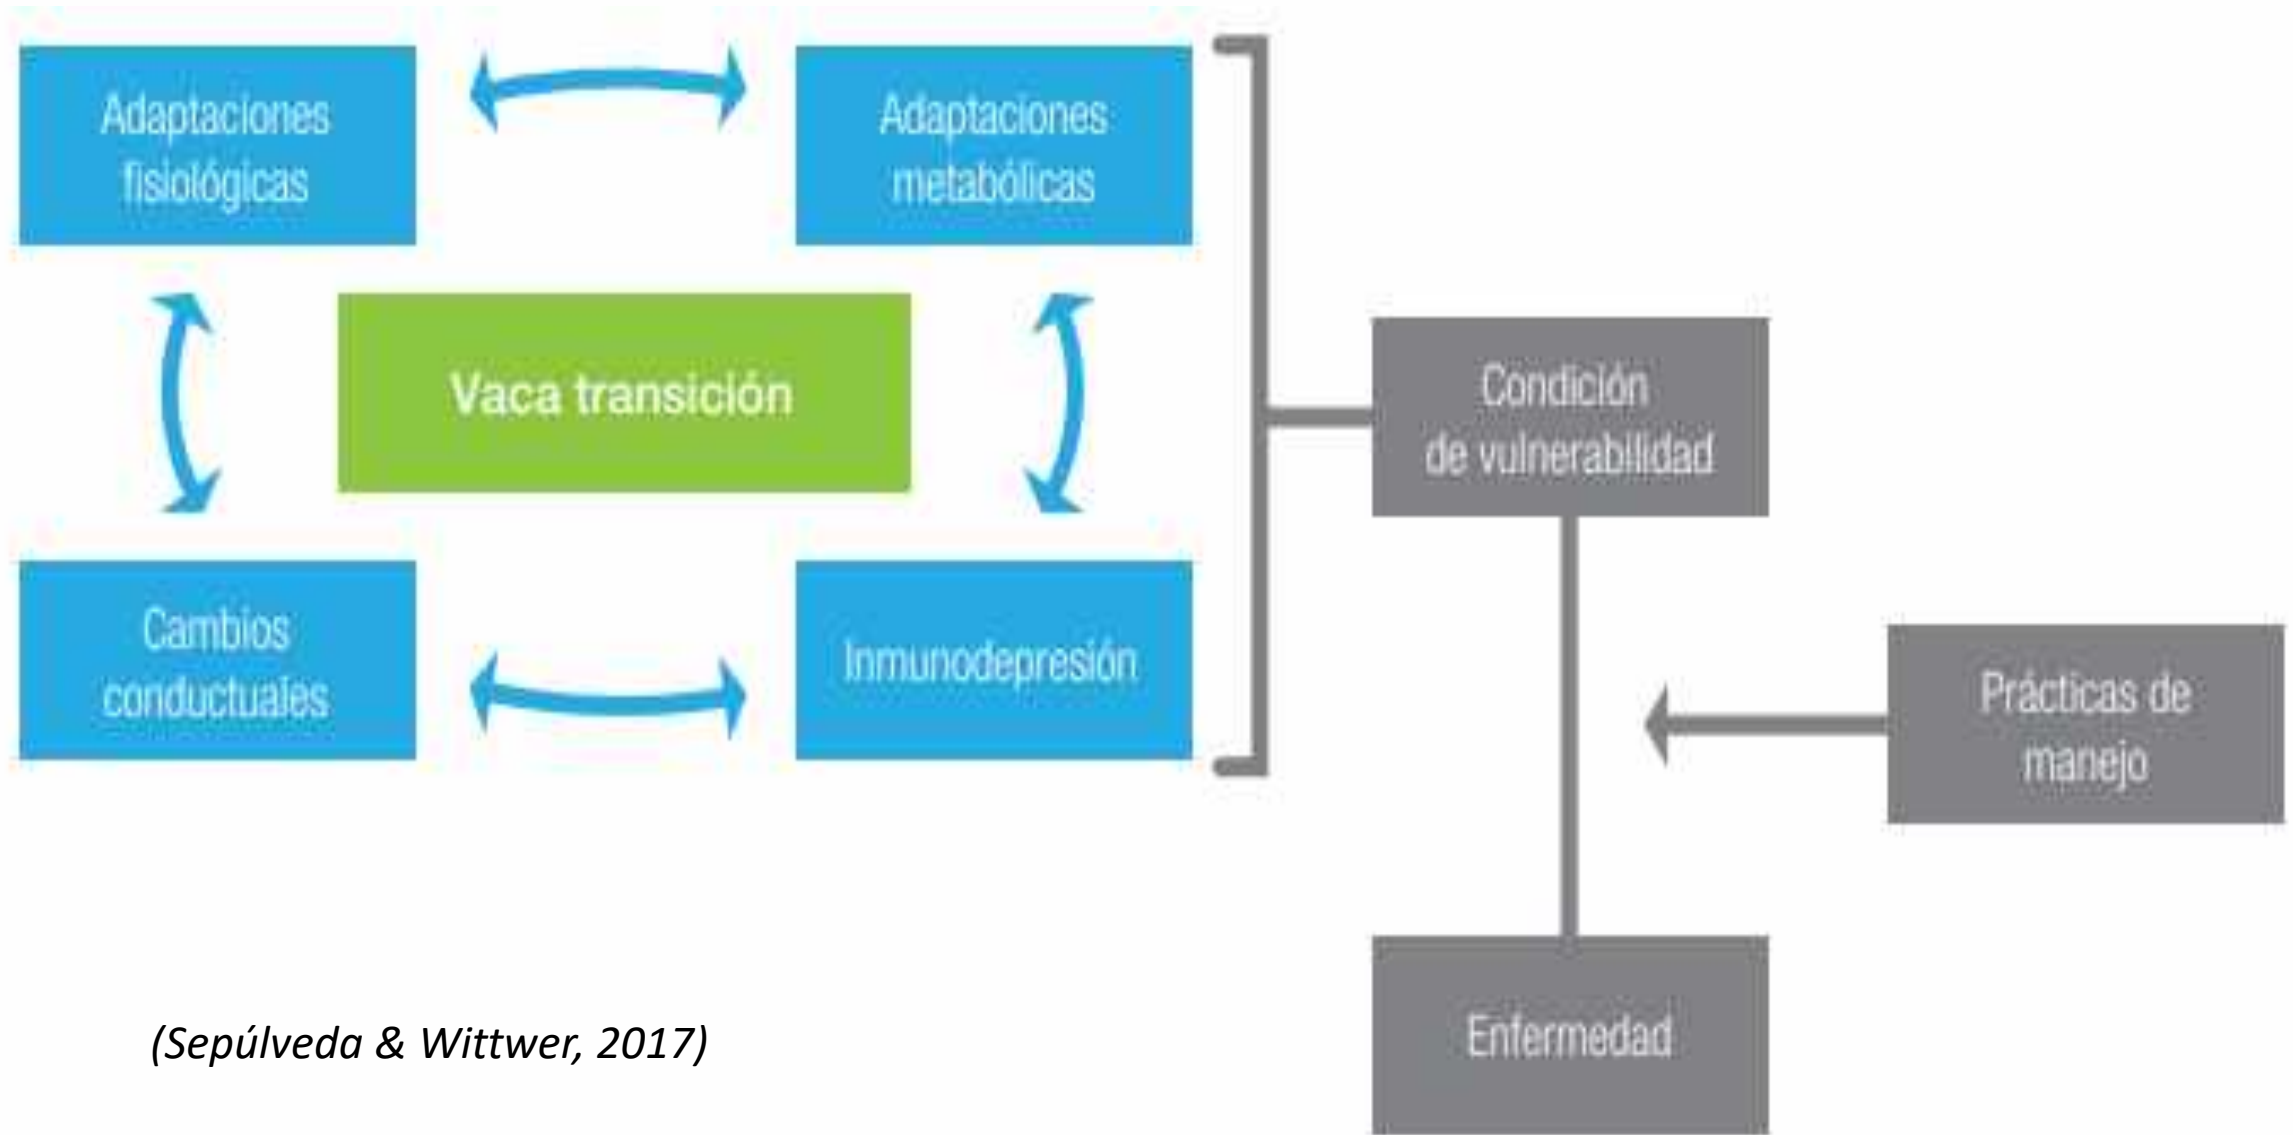 Adaptaciones
fisiológicas
Adaptaciones
metabólicas
Vaca transición
Condición
de vulnerabilidad
Cambios
conductuales
Inmunodepresión
Prácticas de
manejo
Enfermedad
(Sepúlveda & Wittwer, 2017)